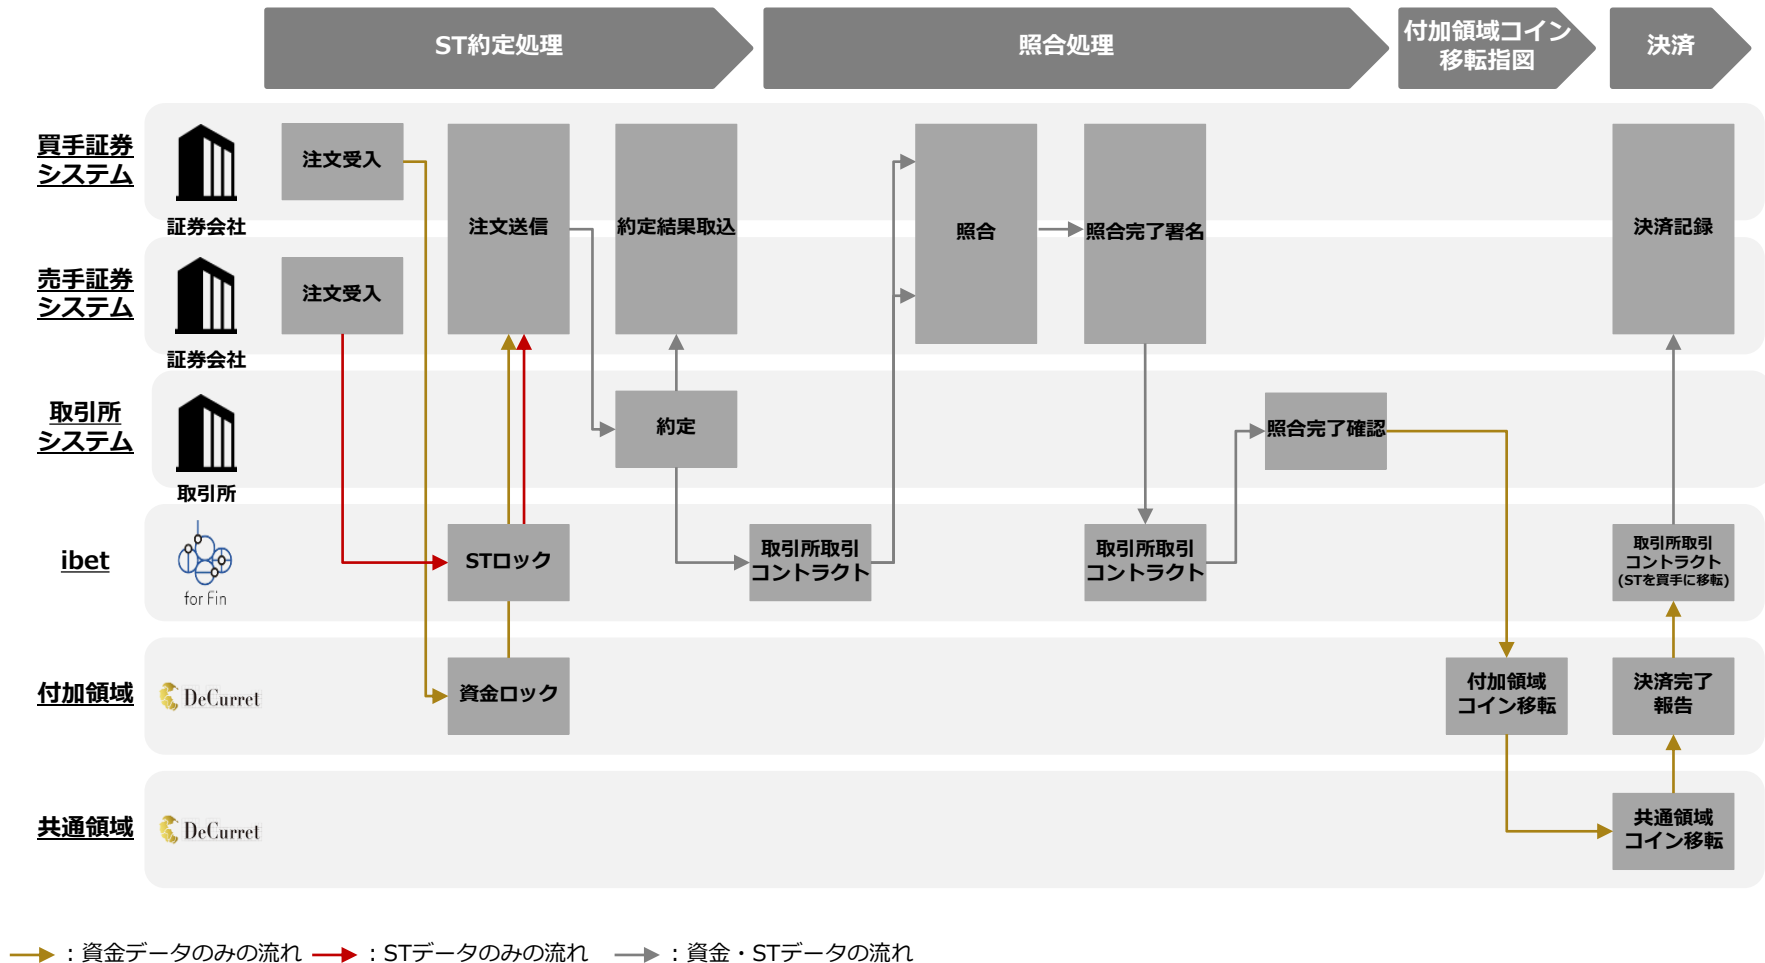 ST約定処理
照合処理
付加領域コイン
移転指図
決済
買手証券
システム
証券会社
注文受入
注文送信
約定結果取込
照合
照合完了署名
決済記録
売手証券
システム
証券会社
注文受入
取引所
システム
取引所
約定
照合完了確認
ibet
for Fin
STロック
取引所取引
コントラクト
取引所取引
コントラクト
取引所取引
コントラクト
(STを買手に移転)
付加領域
DeCurret
資金ロック
付加領域
コイン移転
決済完了
報告
共通領域
DeCurret
共通領域
コイン移転
：資金データのみの流れ
：STデータのみの流れ
：資金・STデータの流れ